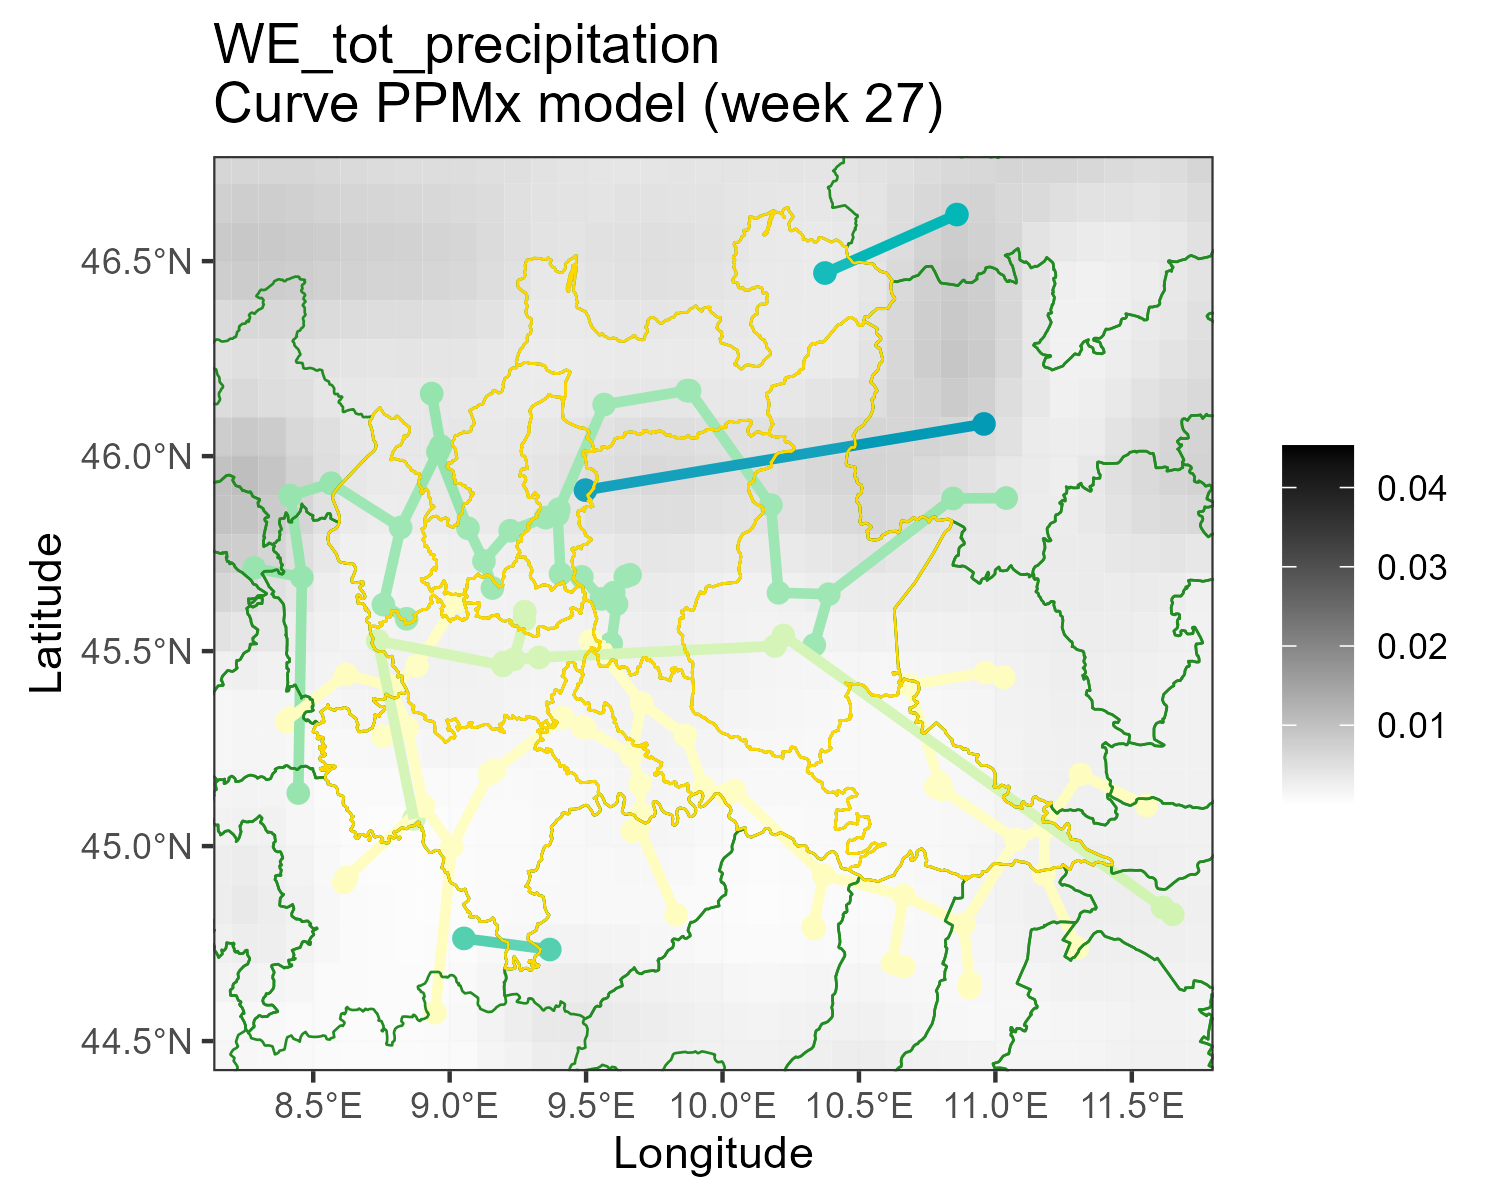 WE_tot_precipitation
Curve PPMx model (week 27)
46.5°N
46.0°N
45.5°N
45.0°N
44.5°N
Latitude
8.5°E 9.0°E 9.5°E 10.0°E 10.5°E 11.0°E 11.5°E
Longitude
0.04
0.03
0.02
0.01